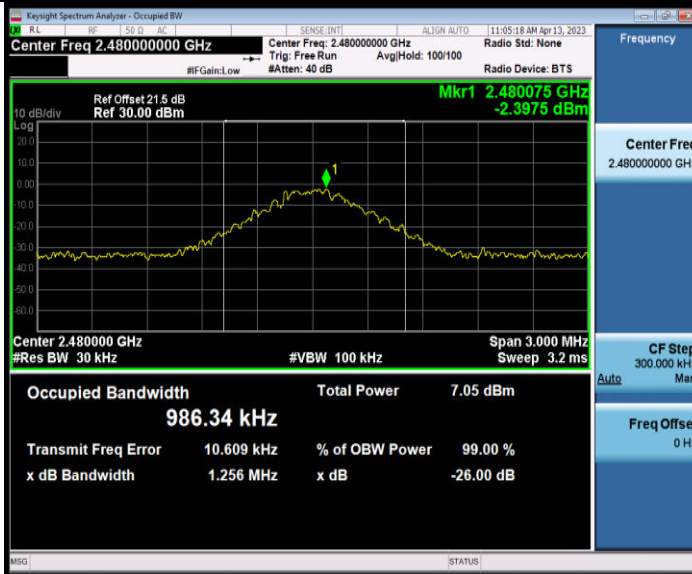 Keysight Spectrum Analyzer - Occupied BW
RL RF 50 Ω AC SENSE:INT ALIGN AUTO 11:05:18 AM Apr 13, 2023
Center Freq 2.480000000 GHz
Center Freq: 2.480000000 GHz
Radio Std: None
Trig: Free Run Avg|Hold: 100/100
#IFGain:Low
#Atten: 40 dB
Radio Device: BTS
Frequency
Ref Offset 21.5 dB
Mkr1 2.480075 GHz
10 dB/div Ref 30.00 dBm
-2.3975 dBm
Log
20.0
10.0
0.00
-10.0
-20.0
-30.0
-40.0
-50.0
-60.0
1
Center Freq
2.480000000 GHz
Center 2.480000 GHz
Span 3.000 MHz
#Res BW 30 kHz
#VBW 100 kHz
Sweep 3.2 ms
CF Step
300.000 kHz
Auto Man
Occupied Bandwidth
986.34 kHz
Total Power 7.05 dBm
Transmit Freq Error 10.609 kHz
% of OBW Power 99.00 %
x dB Bandwidth 1.256 MHz
x dB -26.00 dB
Freq Offset
0 Hz
MSG
STATUS